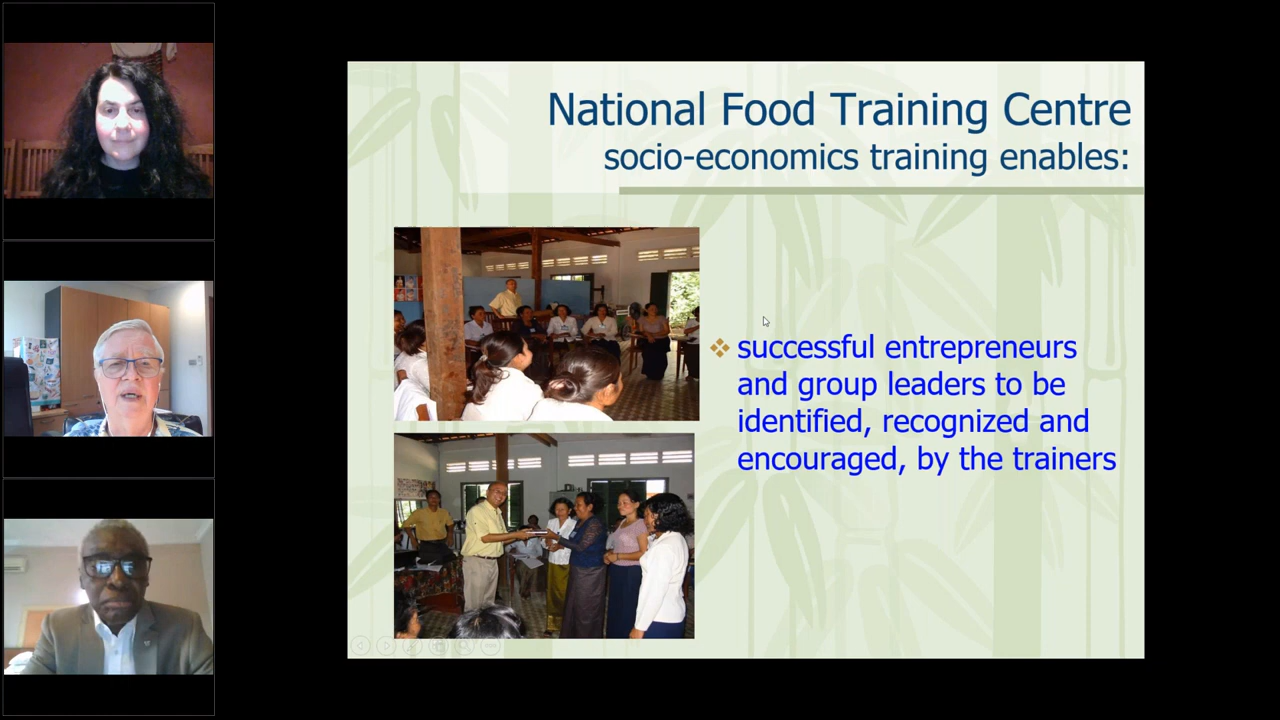 National Food Training Centre
socio-economics training enables:
successful entrepreneurs
and group leaders to be
identified, recognized and
encouraged, by the trainers